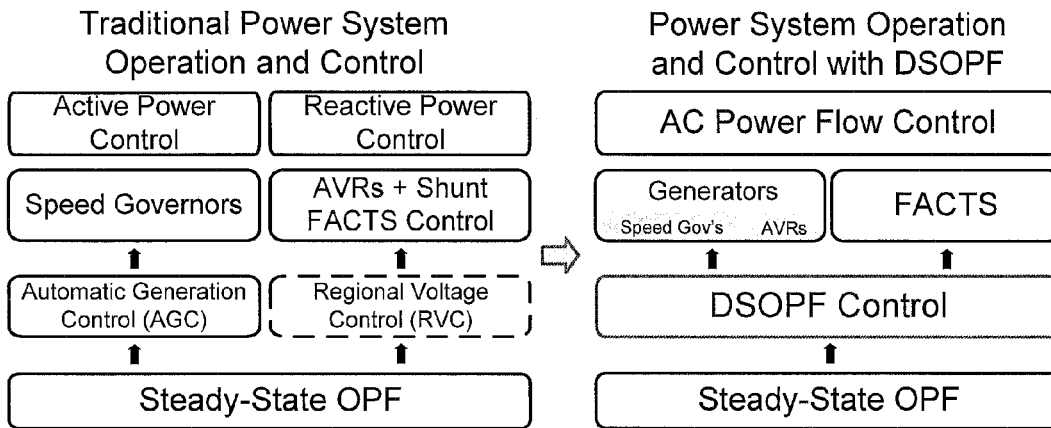 Traditional Power System
Operation and Control
Active Power
Control
Reactive Power
Control
Speed Governors
AVRs + Shunt
FACTS Control
Automatic Generation
Control (AGC)
Regional Voltage
Control (RVC)
Steady-State OPF
Power System Operation
and Control with DSOPF
AC Power Flow Control
Generators
Speed Gov's AVRs
FACTS
DSOPF Control
Steady-State OPF